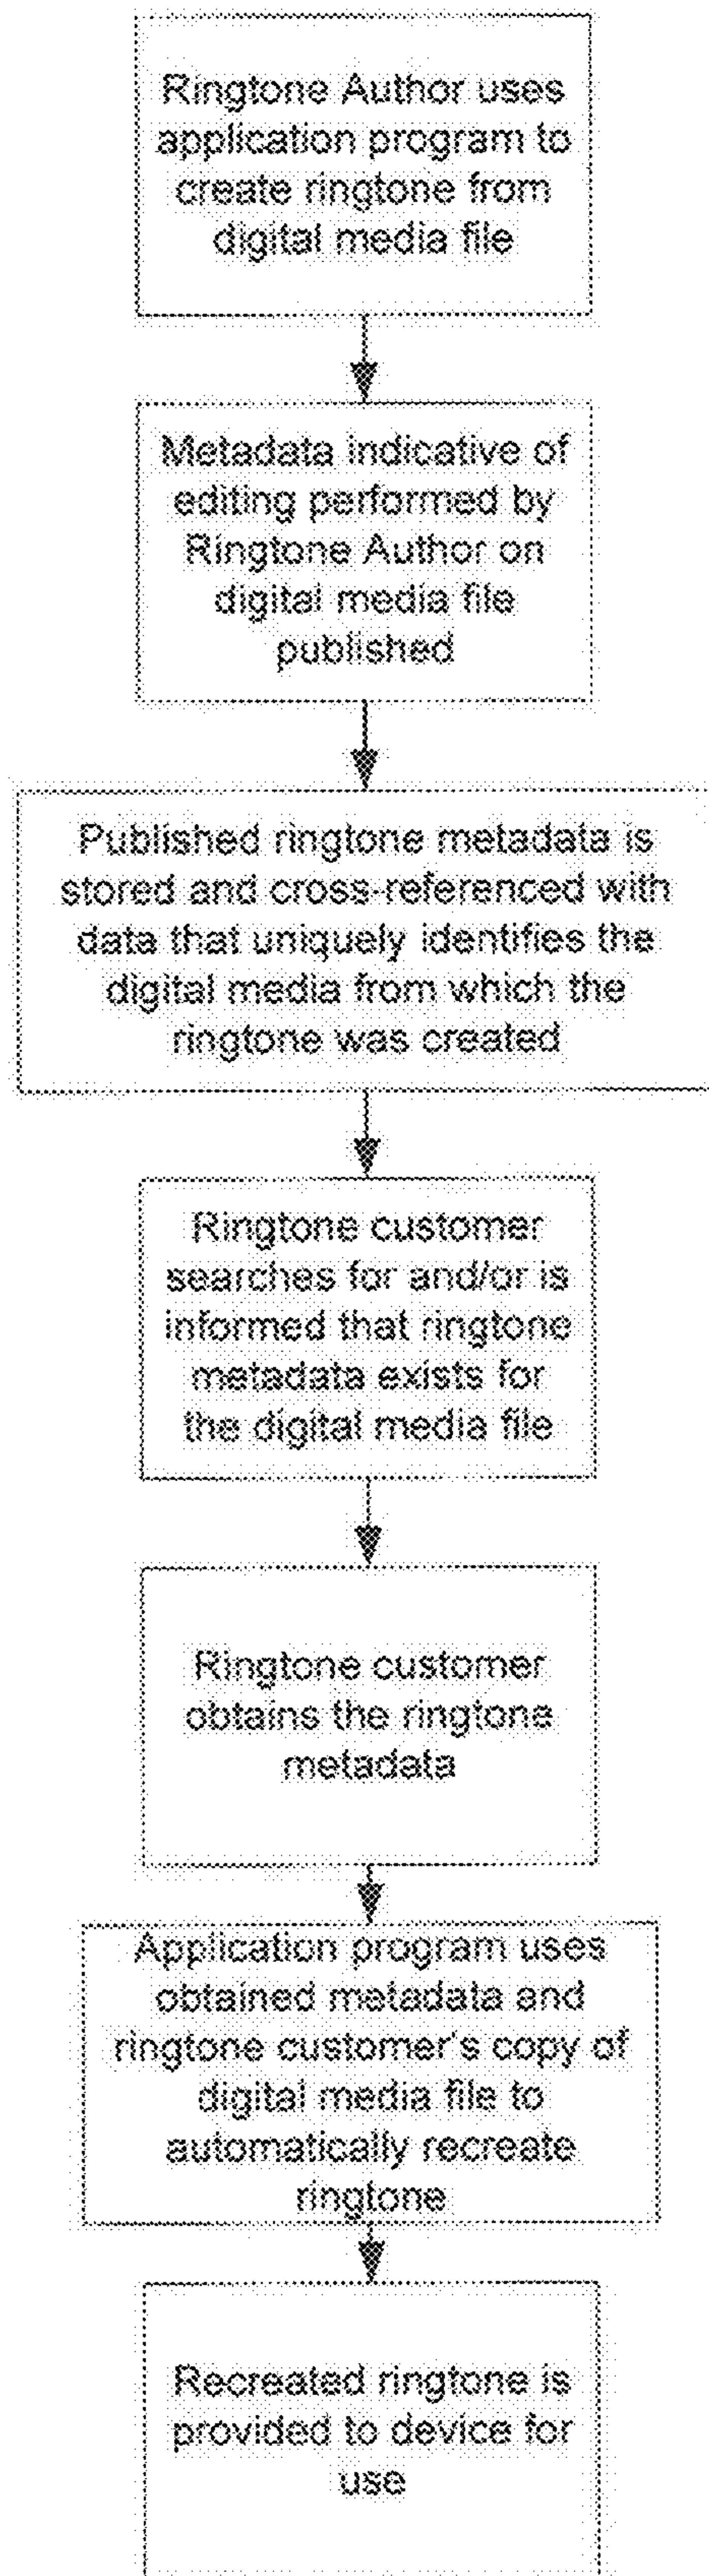 Ringtone Author uses
application program to
create ringtone from
digital media file
Metadata indicative of
editing performed by
Ringtone Author on
digital media file
published
Published ringtone metadata is
stored and cross-referenced with
data that uniquely identifies the
digital media from which the
ringtone was created
Ringtone customer
searches for and/or is
informed that ringtone
metadata exists for
the digital media file
Ringtone customer
obtains the ringtone
metadata
Application program uses
obtained metadata and
ringtone customer's copy of
digital media file to
automatically recreate
ringtone
Recreated ringtone is
provided to device for
use